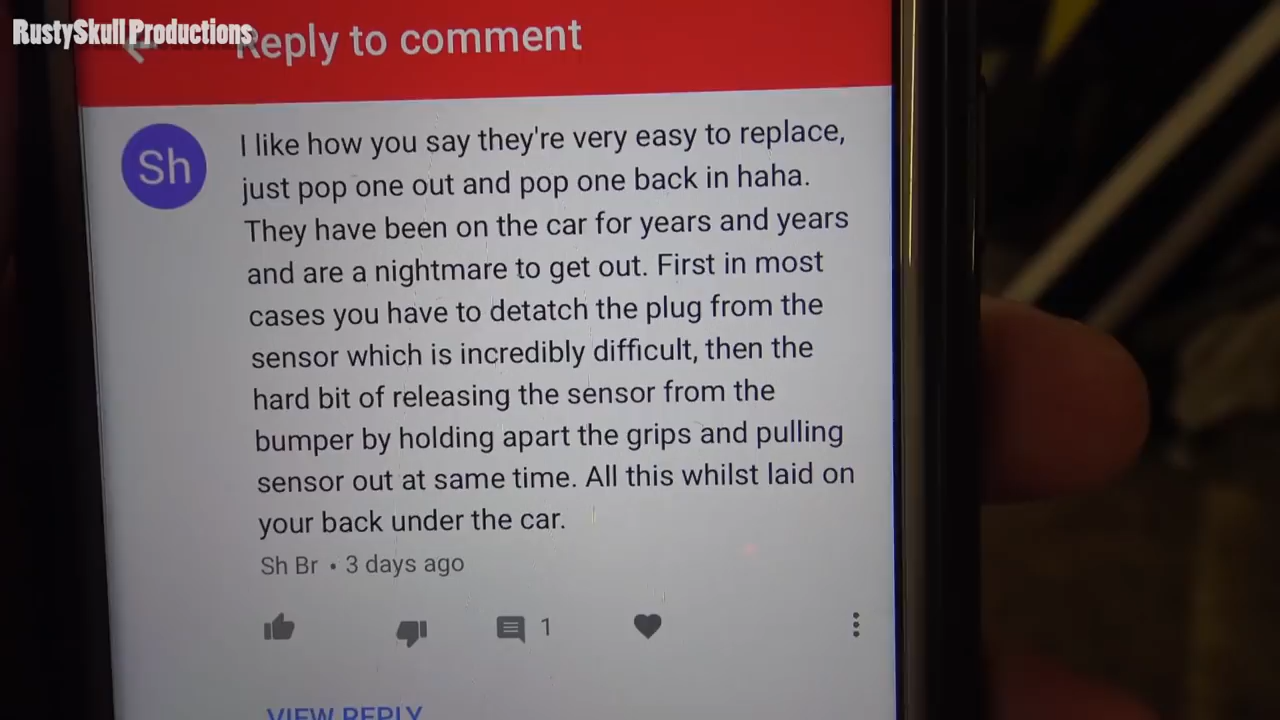 RustySkull Productions
Reply to comment
Sh
I like how you say they're very easy to replace,
just pop one out and pop one back in haha.
They have been on the car for years and years
and are a nightmare to get out. First in most
cases you have to detatch the plug from the
sensor which is incredibly difficult, then the
hard bit of releasing the sensor from the
bumper by holding apart the grips and pulling
sensor out at same time. All this whilst laid on
your back under the car.
Sh Br • 3 days ago
1
VIEW REPLY